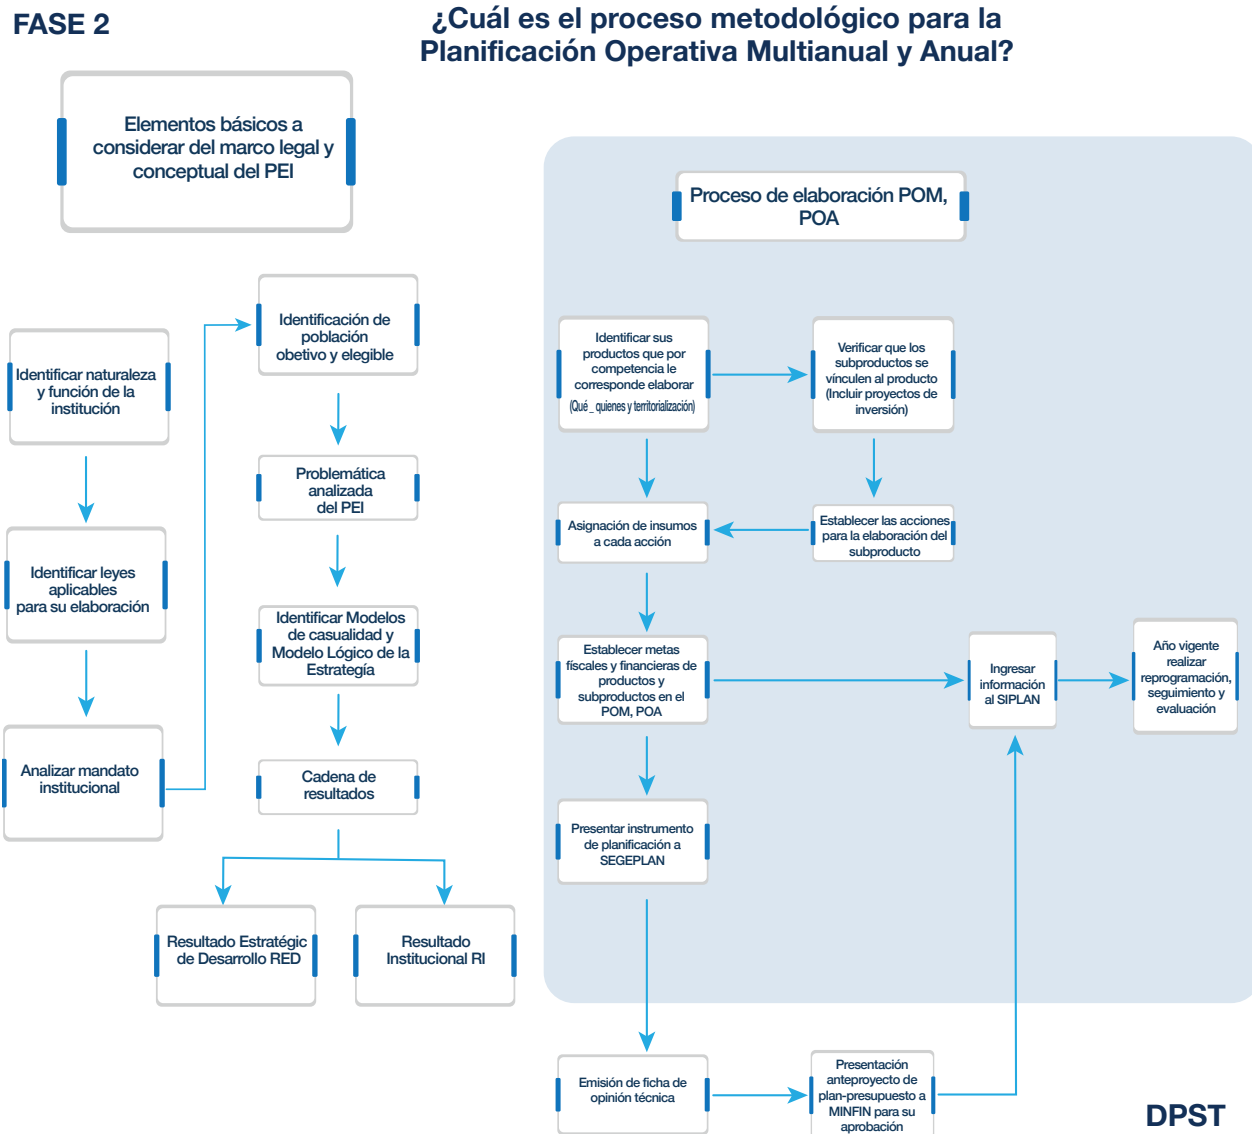 FASE 2
¿Cuál es el proceso metodológico para la
Planificación Operativa Multianual y Anual?
Elementos básicos a
considerar del marco legal y
conceptual del PEI
Identificar naturaleza
y función de la
institución
Identificar leyes
aplicables
para su elaboración
Analizar mandato
institucional
Identificación de
población
obetivo y elegible
Problemática
analizada
del PEI
Identificar Modelos
de casualidad y
Modelo Lógico de la
Estrategía
Cadena de
resultados
Resultado Estratégic
de Desarrollo RED
Resultado
Institucional RI
Proceso de elaboración POM,
POA
Identificar sus
productos que por
competencia le
corresponde elaborar
(Qué _ quienes y territorialización)
Verificar que los
subproductos se
vínculen al producto
(Incluir proyectos de
inversión)
Asignación de insumos
a cada acción
Establecer las acciones
para la elaboración del
subproducto
Establecer metas
físcales y financieras de
productos y
subproductos en el
POM, POA
Ingresar
información
al SIPLAN
Año vigente
realizar
reprogramación,
seguimiento y
evaluación
Presentar instrumento
de planificación a
SEGEPLAN
Emisión de ficha de
opinión técnica
Presentación
anteproyecto de
plan-presupuesto a
MINFIN para su
aprobación
DPST